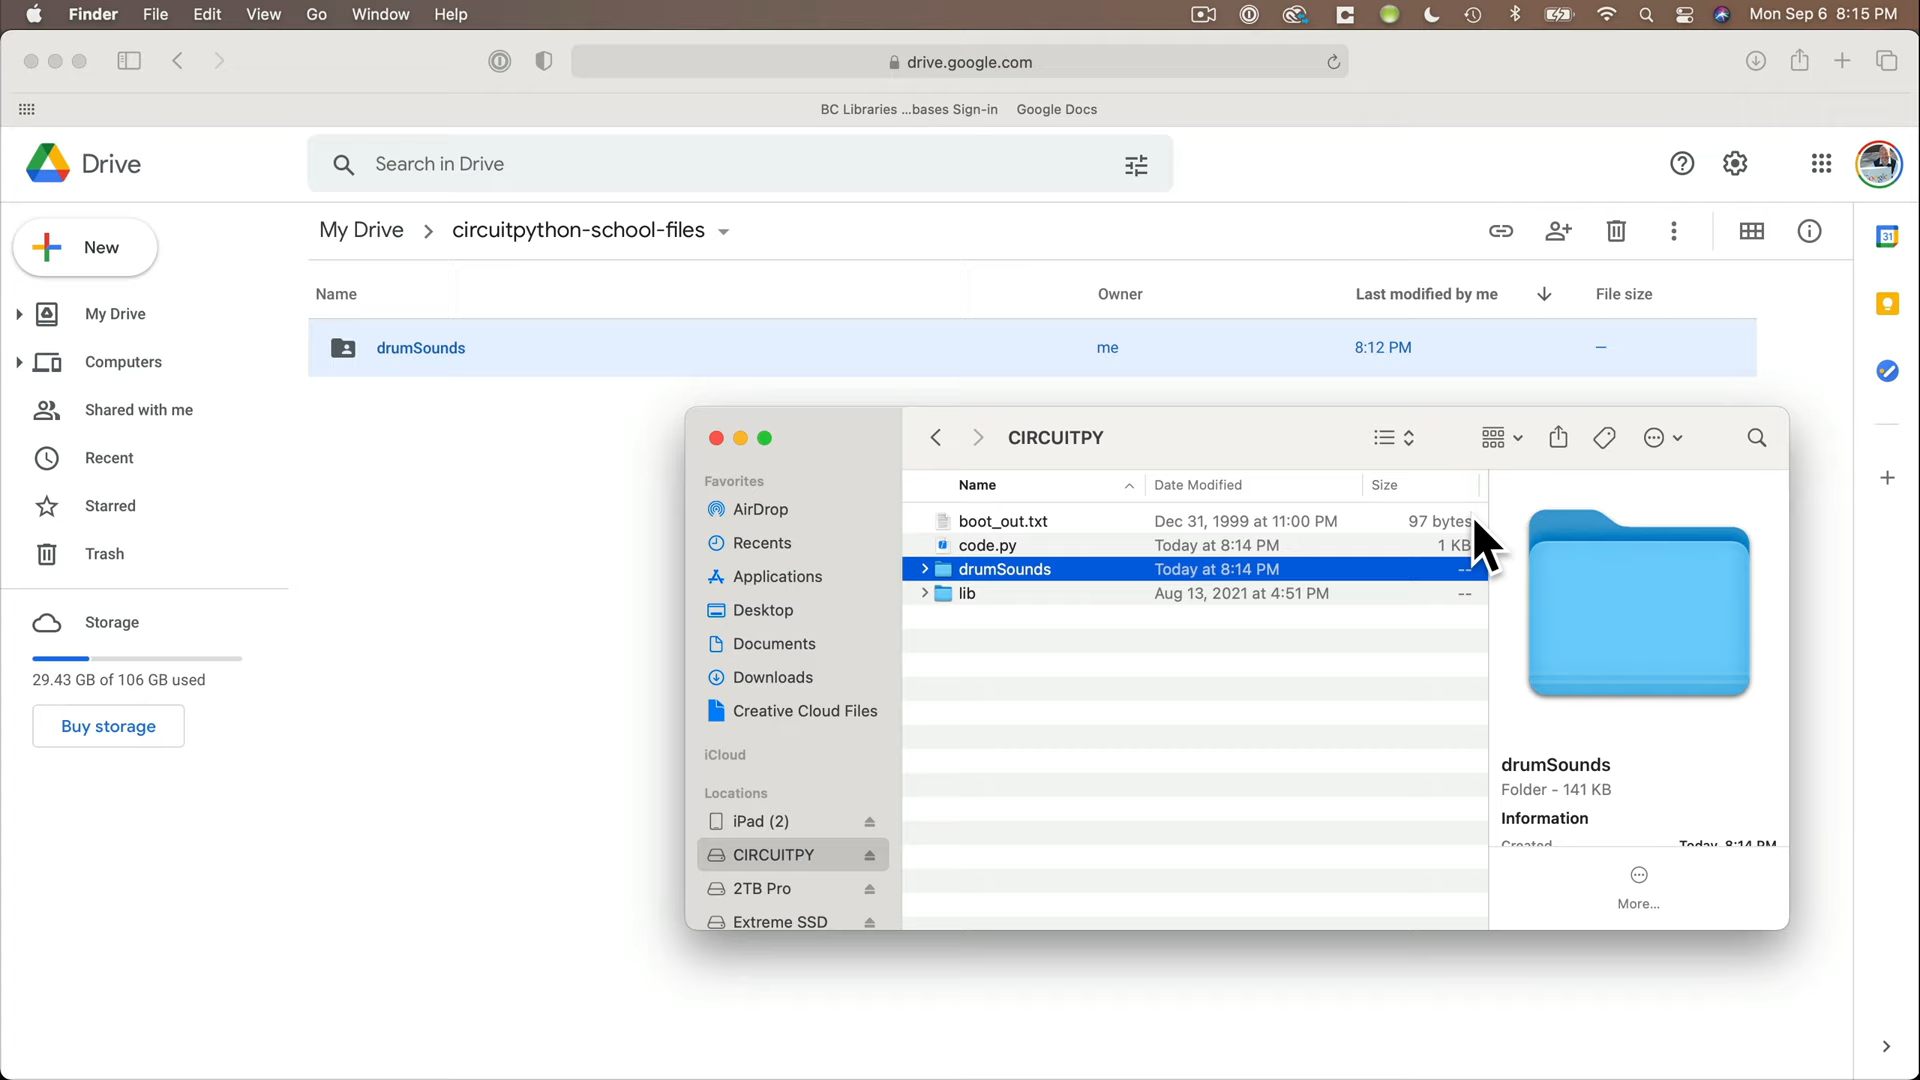 Finder File Edit View Go Window Help Mon Sep 6 8:15 PM
drive.google.com
BC Libraries ...bases Sign-in Google Docs
Drive Search in Drive
New
My Drive > circuitpython-school-files
Name Owner Last modified by me File size
drumSounds me 8:12 PM —
My Drive
Computers
Shared with me
Recent
Starred
Trash
Storage
29.43 GB of 106 GB used
Buy storage
31
CIRCUITPY
Favorites
AirDrop
Recents
Applications
Desktop
Documents
Downloads
Creative Cloud Files
iCloud
Locations
iPad (2)
CIRCUITPY
2TB Pro
Extreme SSD
Name Date Modified Size
boot_out.txt Dec 31, 1999 at 11:00 PM 97 bytes
code.py Today at 8:14 PM 1 KB
drumSounds Today at 8:14 PM --
lib Aug 13, 2021 at 4:51 PM --
drumSounds
Folder - 141 KB
Information
Created Today, 8:14 PM
More...